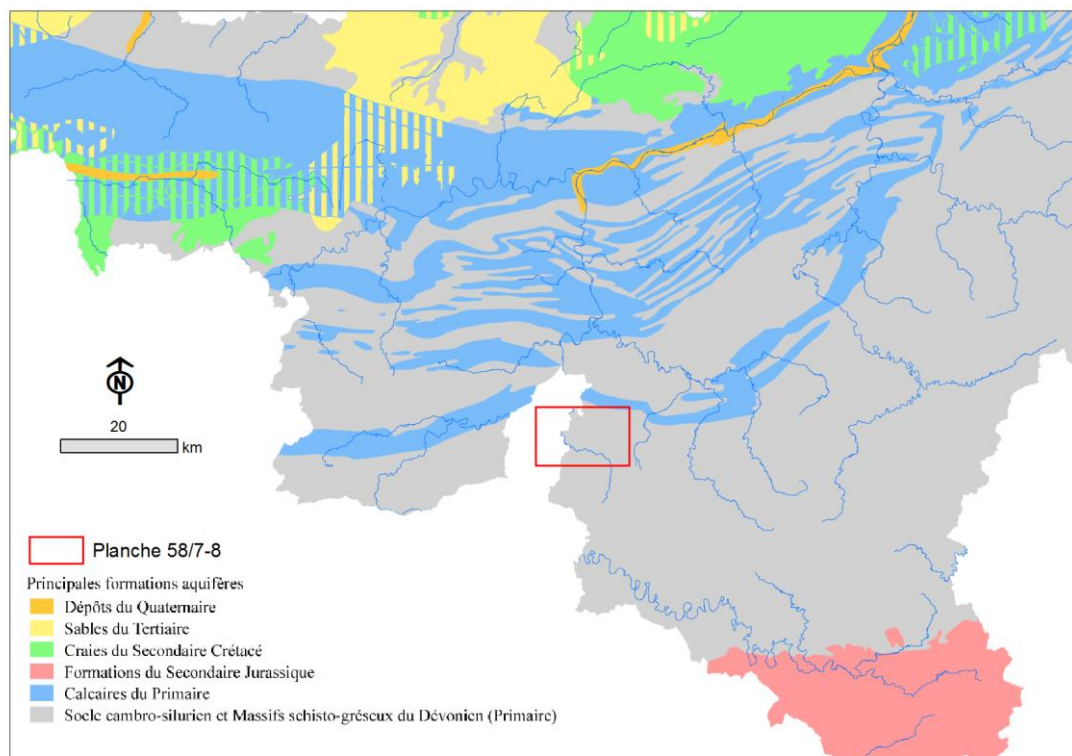 N
20
km
Planche 58/7-8
Principales formations aquifères
Dépôts du Quaternaire
Sables du Tertiaire
Craies du Secondaire Crétacé
Formations du Secondaire Jurassique
Calcaires du Primaire
Socle cambro-silurien et Massifs schisto-gréseux du Dévonien (Primaire)